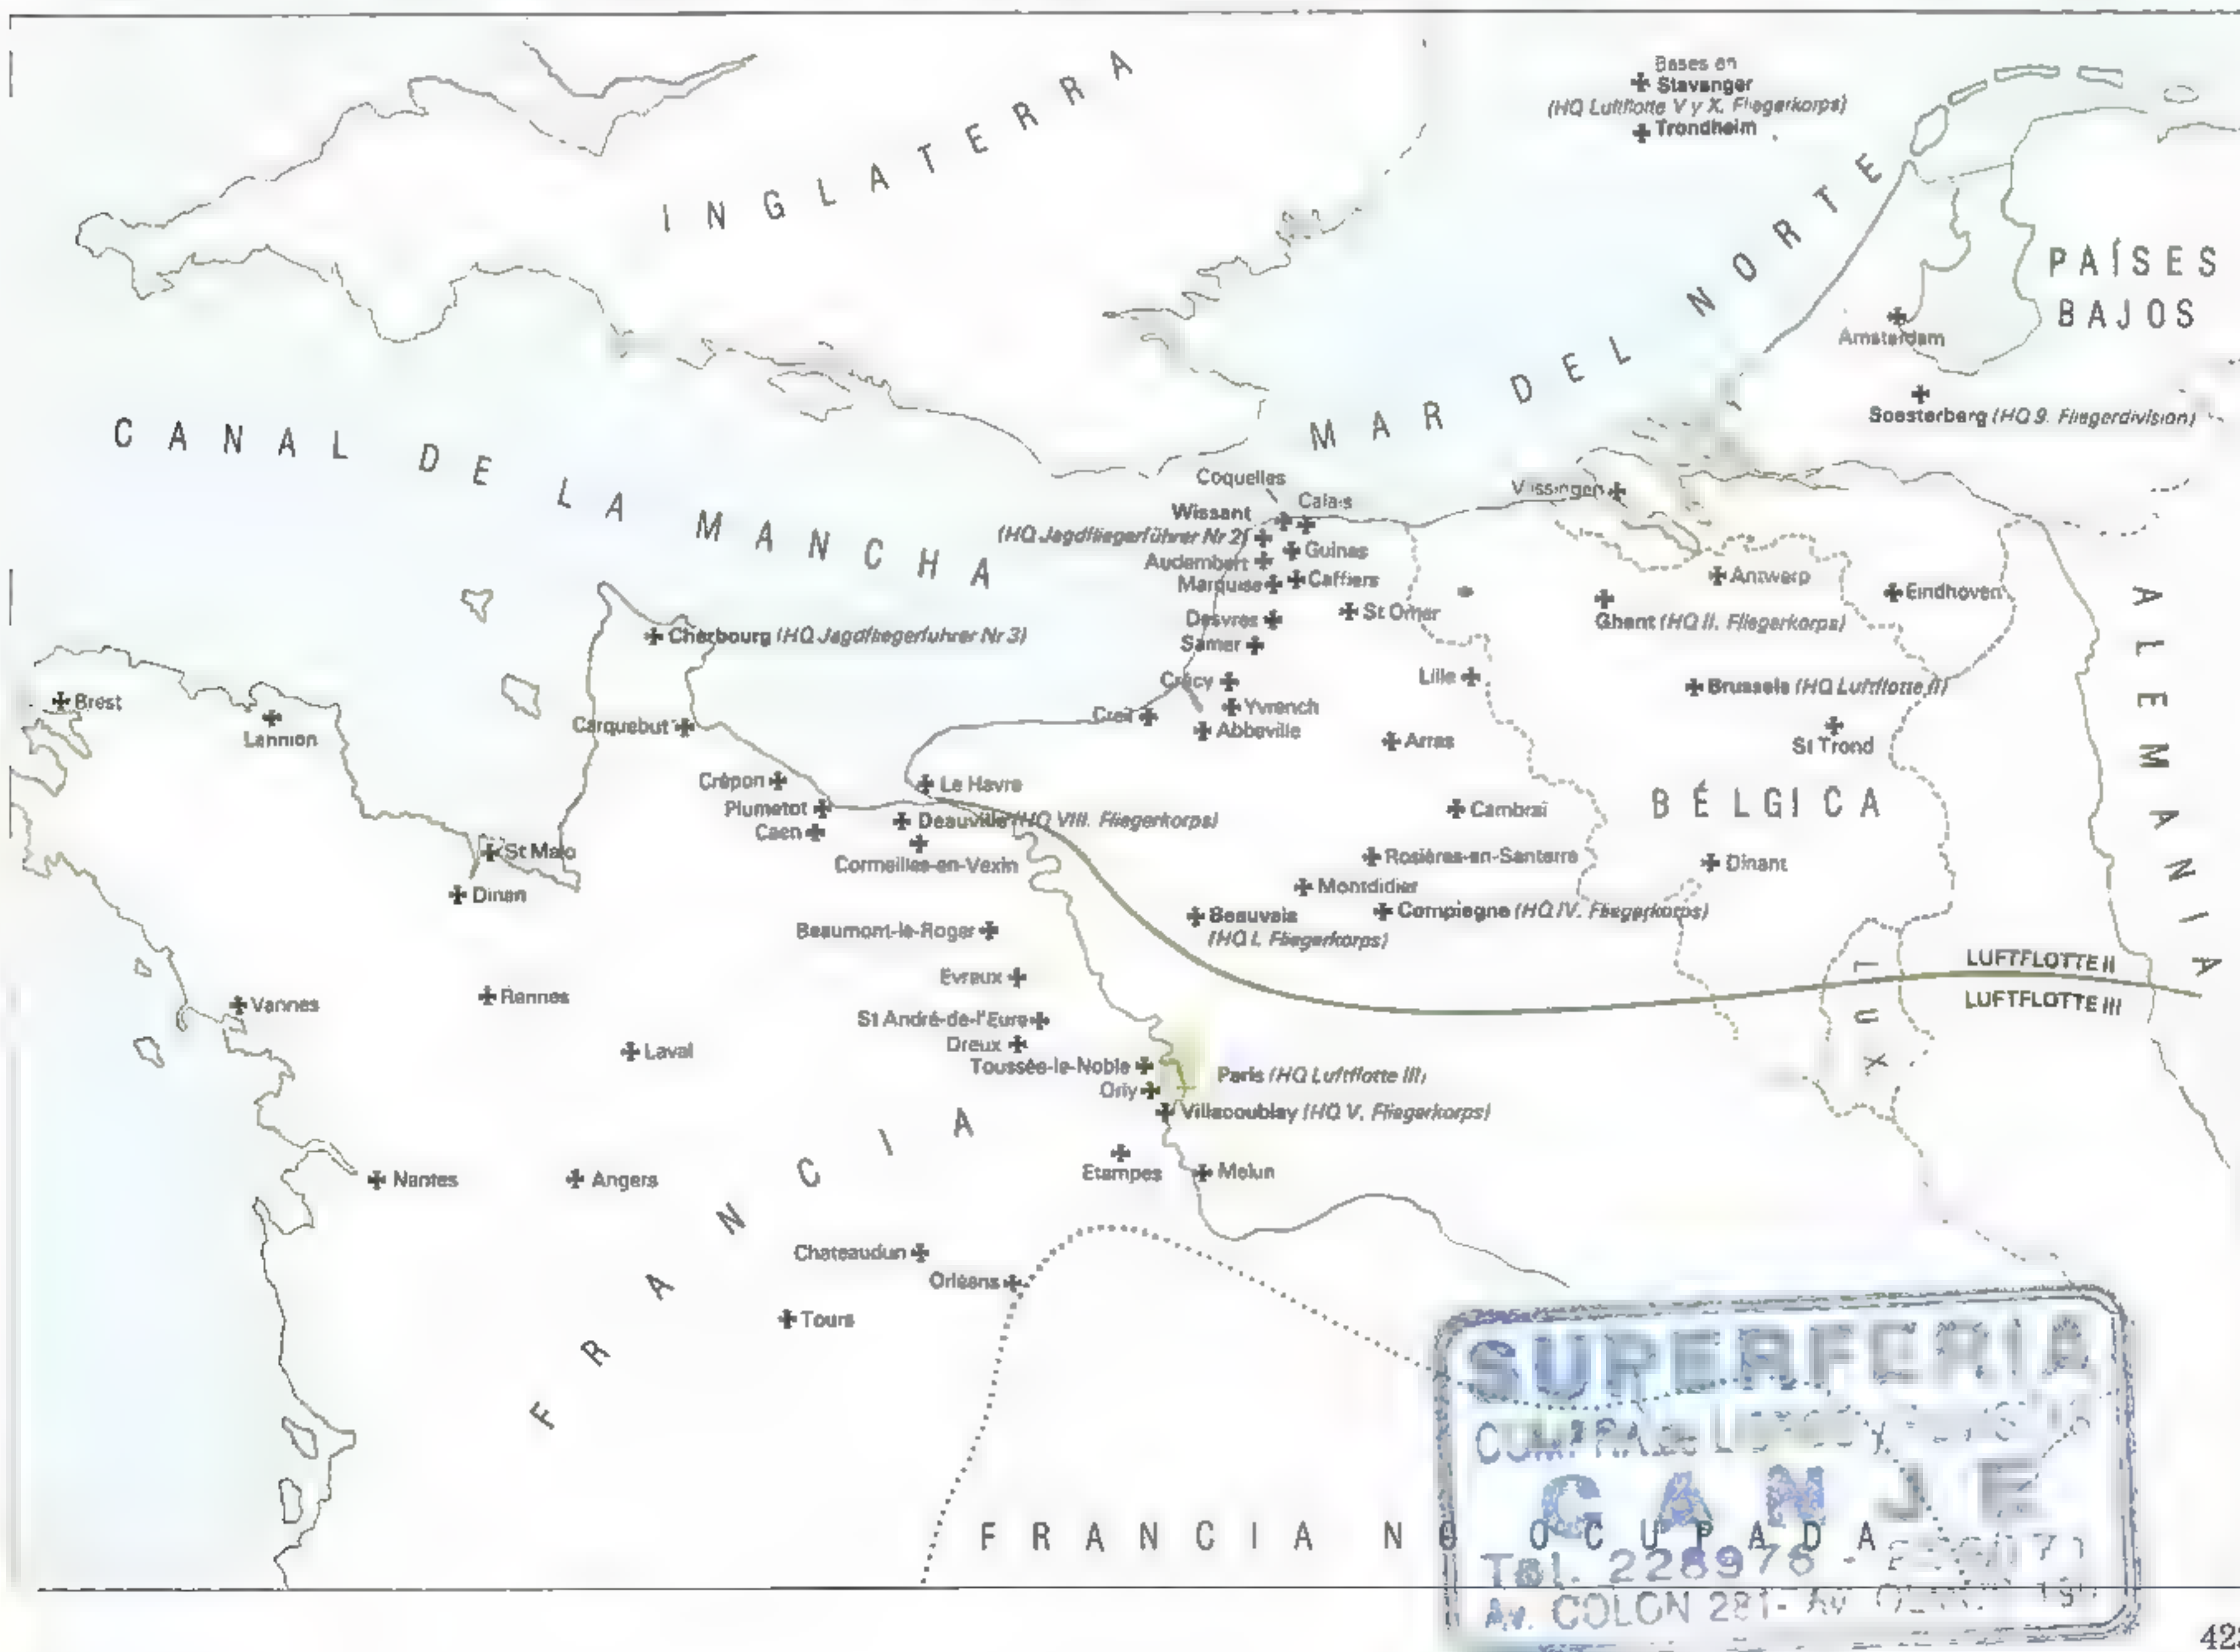 INGLATERRA
Bases en
Stavanger
(HQ Luftflotte V y X. Fliegerkorps)
Trondheim
MAR DEL NORTE
PAÍSES
BAJOS
Amsterdam
Soesterberg (HQ 9. Fliegerdivision)
CANAL DE LA MANCHA
Coquelles
Calais
Vlissingen
Wissant
(HQ Jagdfliegerführer Nr 2)
Guinas
Audembert
Marquise
Caffiers
Antwerp
Eindhoven
ALEMANIA
Desvres
St Omer
Ghent (HQ II. Fliegerkorps)
Cherbourg (HQ Jagdfliegerfuhrer Nr 3)
Samer
Crécy
Lille
Brussels (HQ Luftflotte II)
Brest
Yvrench
Creil
Lannion
Carquebut
Abbeville
Arras
St Trond
Crépon
Le Havre
Plumetot
Cambrai
BÉLGICA
Deauville (HQ VIII. Fliegerkorps)
Caen
St Malo
Cormeilles-en-Vexin
Rosières-en-Santerre
Dinant
Dinan
Montdidier
Beauvais
(HQ I. Fliegerkorps)
Compiegne (HQ IV. Fliegerkorps)
Beaumont-le-Roger
LUFTFLOTTE II
LUFTFLOTTE III
LUX
Evreux
Vannes
Rennes
St André-de-l'Eure
Dreux
Laval
Toussée-le-Noble
Paris (HQ Luftflotte III)
Orly
Villacoublay (HQ V. Fliegerkorps)
Etampes
Melun
Nantes
Angers
FRANCIA
Chateaudun
Orléans
Tours
SUPERFERIA
CANJE
FRANCIA NO OCUPADA
Tel. 228976
Av. COLON 281 - Av
42